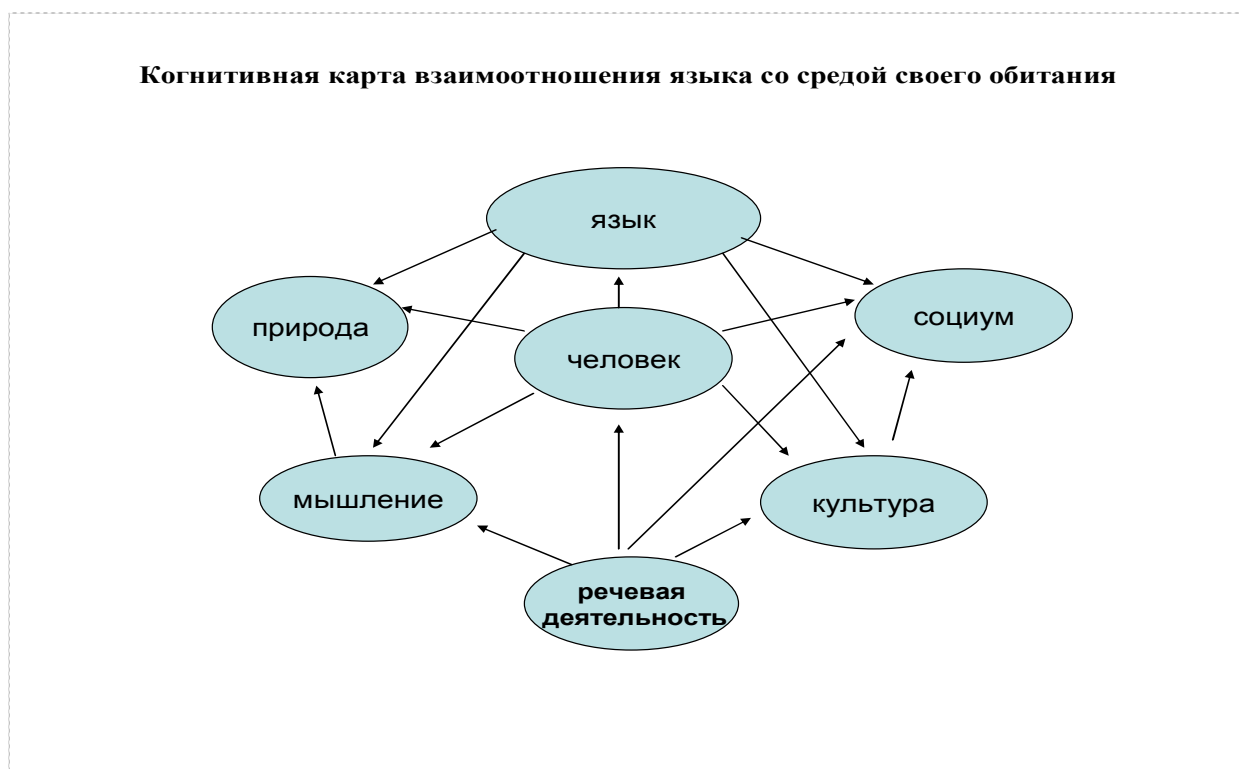 Когнитивная карта взаимоотношения языка со средой своего обитания
язык
природа
социум
человек
мышление
культура
речевая
деятельность